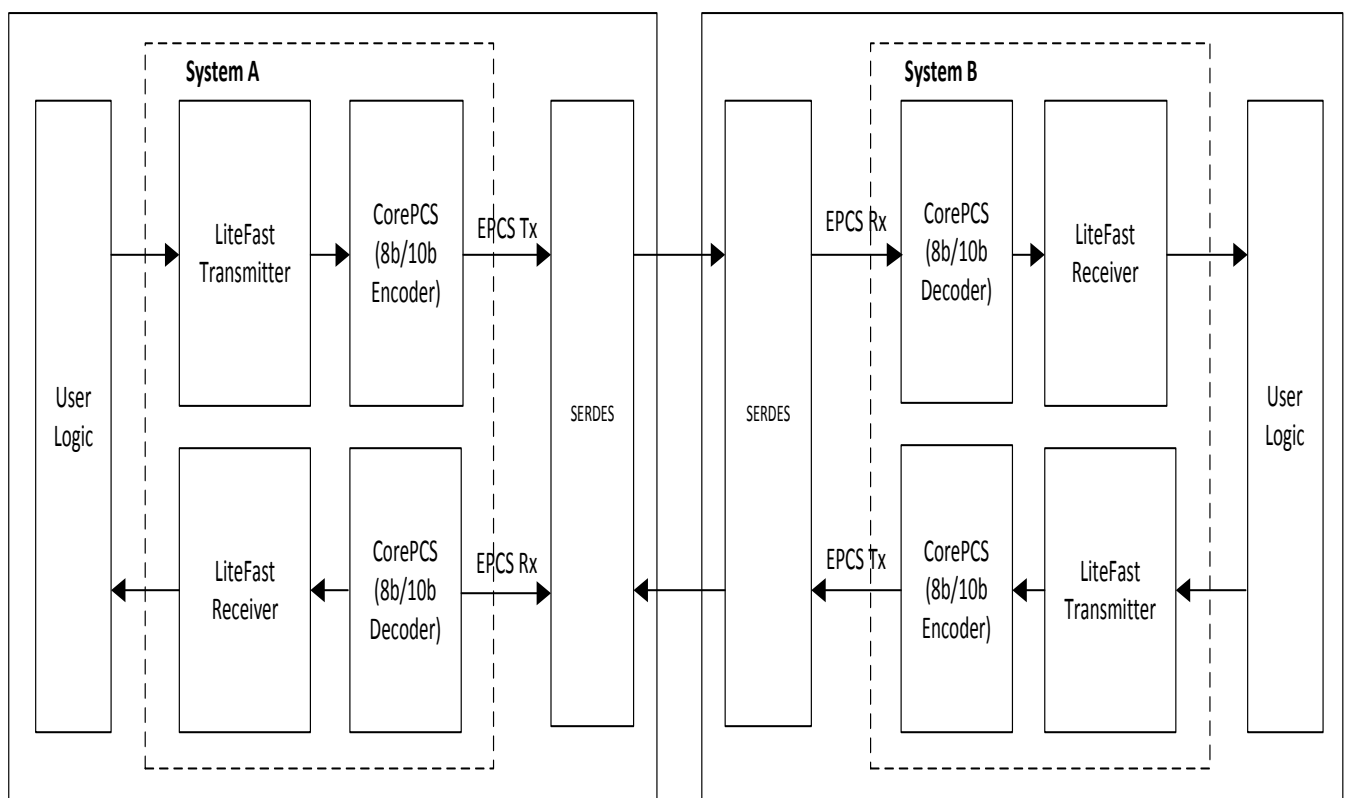 System A
System B
User
Logic
LiteFast
Transmitter
CorePCS
(8b/10b
Encoder)
EPCS Tx
SERDES
SERDES
EPCS Rx
CorePCS
(8b/10b
Decoder)
LiteFast
Receiver
User
Logic
LiteFast
Receiver
CorePCS
(8b/10b
Decoder)
EPCS Rx
EPCS Tx
CorePCS
(8b/10b
Encoder)
LiteFast
Transmitter